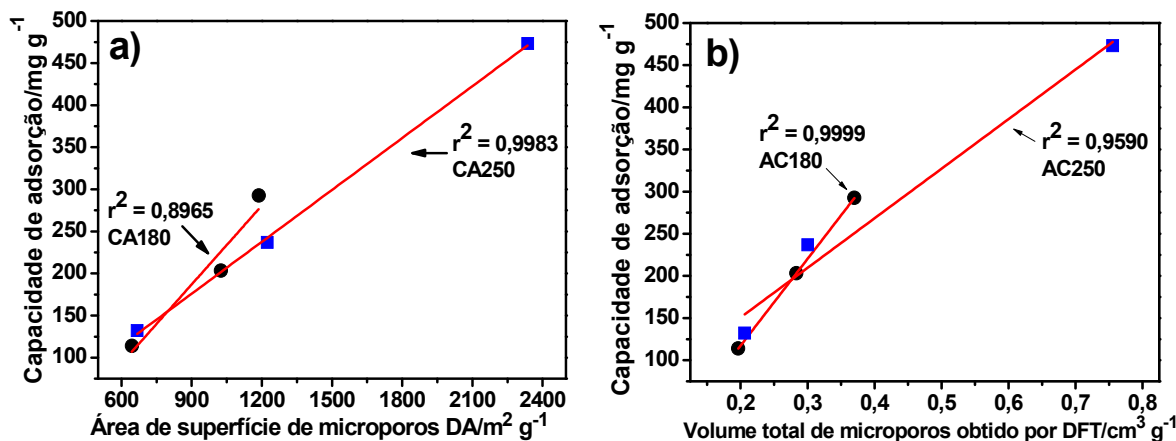 a)
Capacidade de adsorção/mg g⁻¹
500
450
400
350
300
250
200
150
100
r² = 0,9983
CA250
r² = 0,8965
CA180
600 900 1200 1500 1800 2100 2400
Área de superfície de microporos DA/m² g⁻¹
b)
Capacidade de adsorção/mg g⁻¹
500
450
400
350
300
250
200
150
100
r² = 0,9999
AC180
r² = 0,9590
AC250
0,2 0,3 0,4 0,5 0,6 0,7 0,8
Volume total de microporos obtido por DFT/cm³ g⁻¹